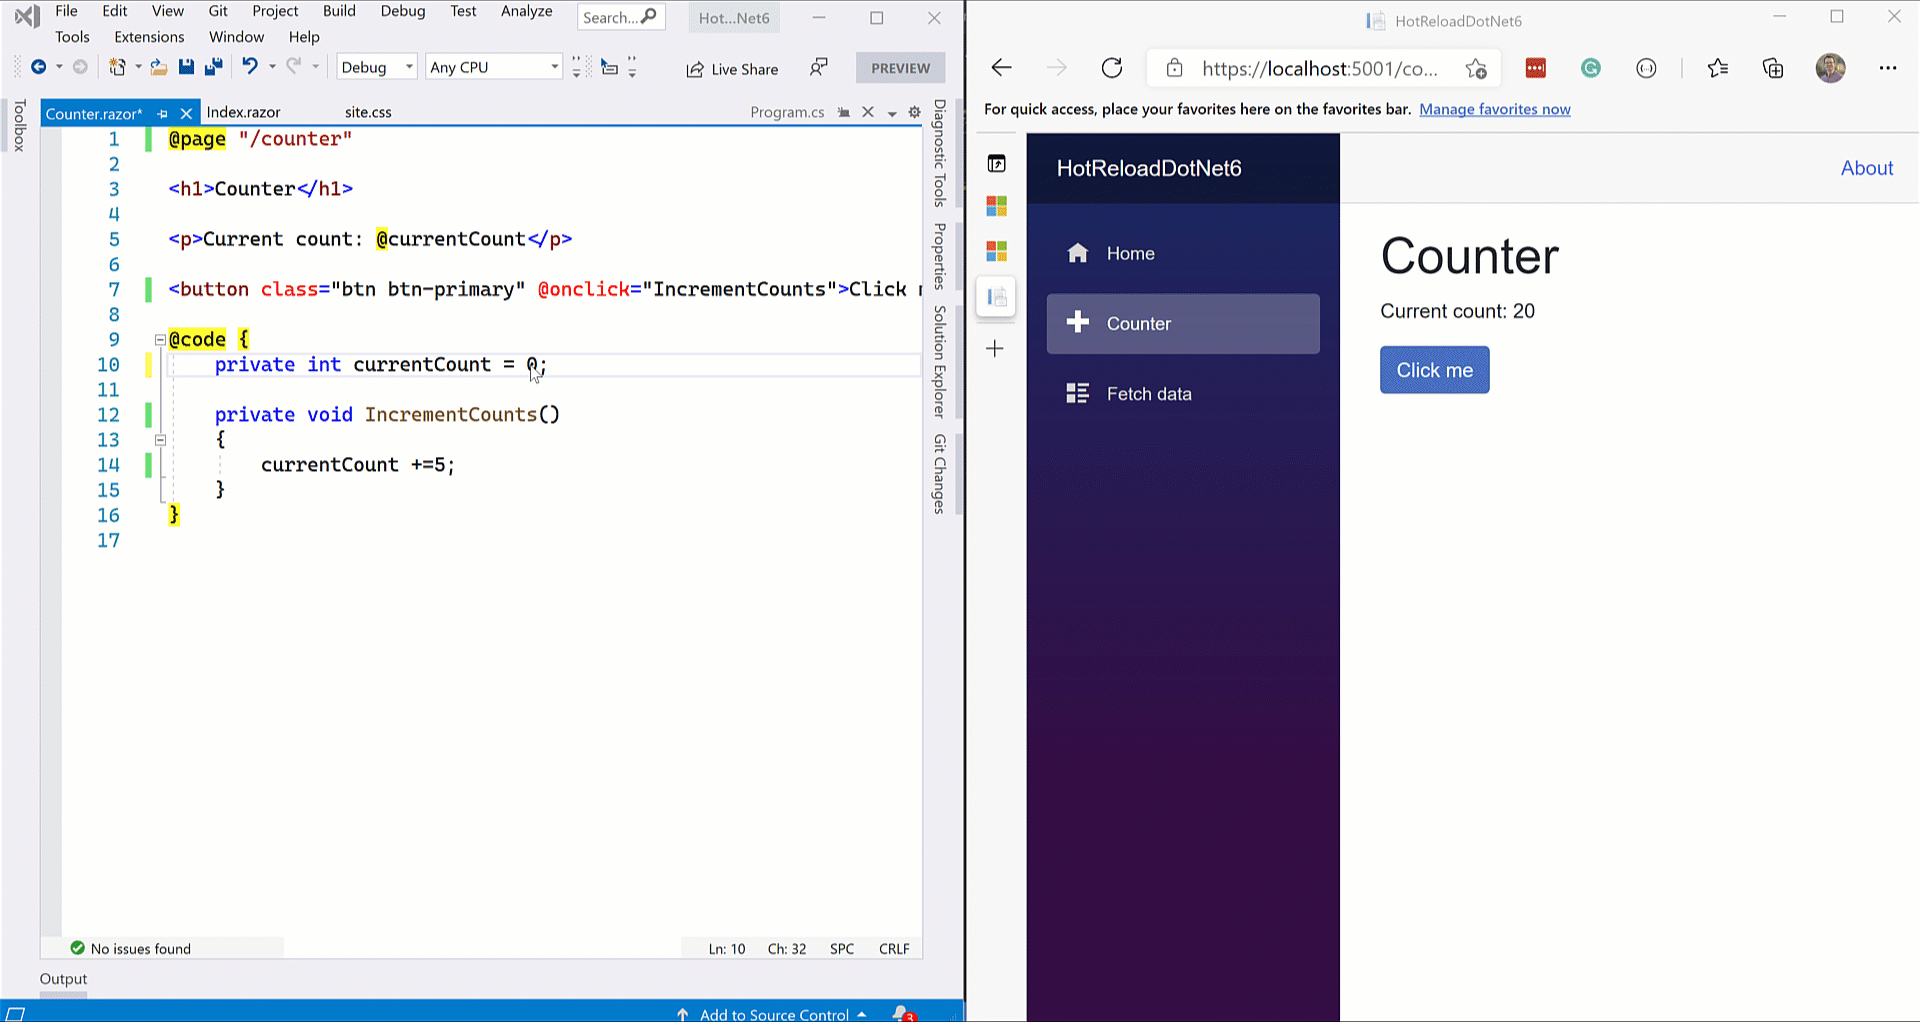 File Edit View Git Project Build Debug Test Analyze Search... Hot...Net6
Tools Extensions Window Help
Debug Any CPU Live Share PREVIEW
Toolbox
Counter.razor* Index.razor site.css Program.cs
1 @page "/counter"
2
3 <h1>Counter</h1>
4
5 <p>Current count: @currentCount</p>
6
7 <button class="btn btn-primary" @onclick="IncrementCounts">Click
8
9 @code {
10 private int currentCount = 0;
11
12 private void IncrementCounts()
13 {
14 currentCount +=5;
15 }
16 }
17
Diagnostic Tools
Properties
Solution Explorer
Git Changes
No issues found Ln: 10 Ch: 32 SPC CRLF
Output
Add to Source Control 3
HotReloadDotNet6
https://localhost:5001/co...
For quick access, place your favorites here on the favorites bar. Manage favorites now
HotReloadDotNet6
About
Home
Counter
Fetch data
Counter
Current count: 20
Click me